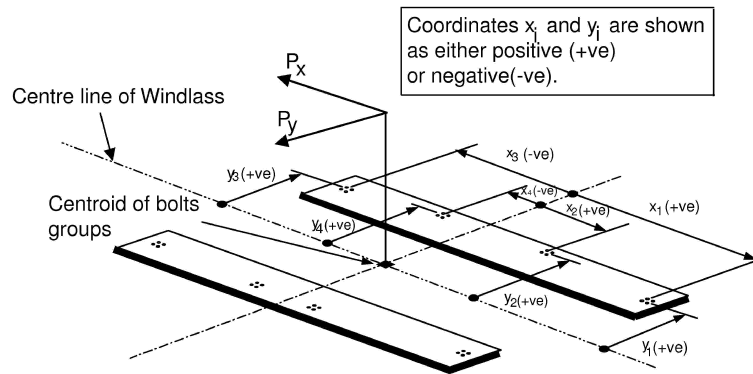 Coordinates xi and yi are shown
as either positive (+ve)
or negative(-ve).
Px
Centre line of Windlass
Py
x3 (-ve)
y3(+ve)
x4(-ve)
x1(+ve)
x2(+ve)
Centroid of bolts
groups
y4(+ve)
y2(+ve)
y1(+ve)